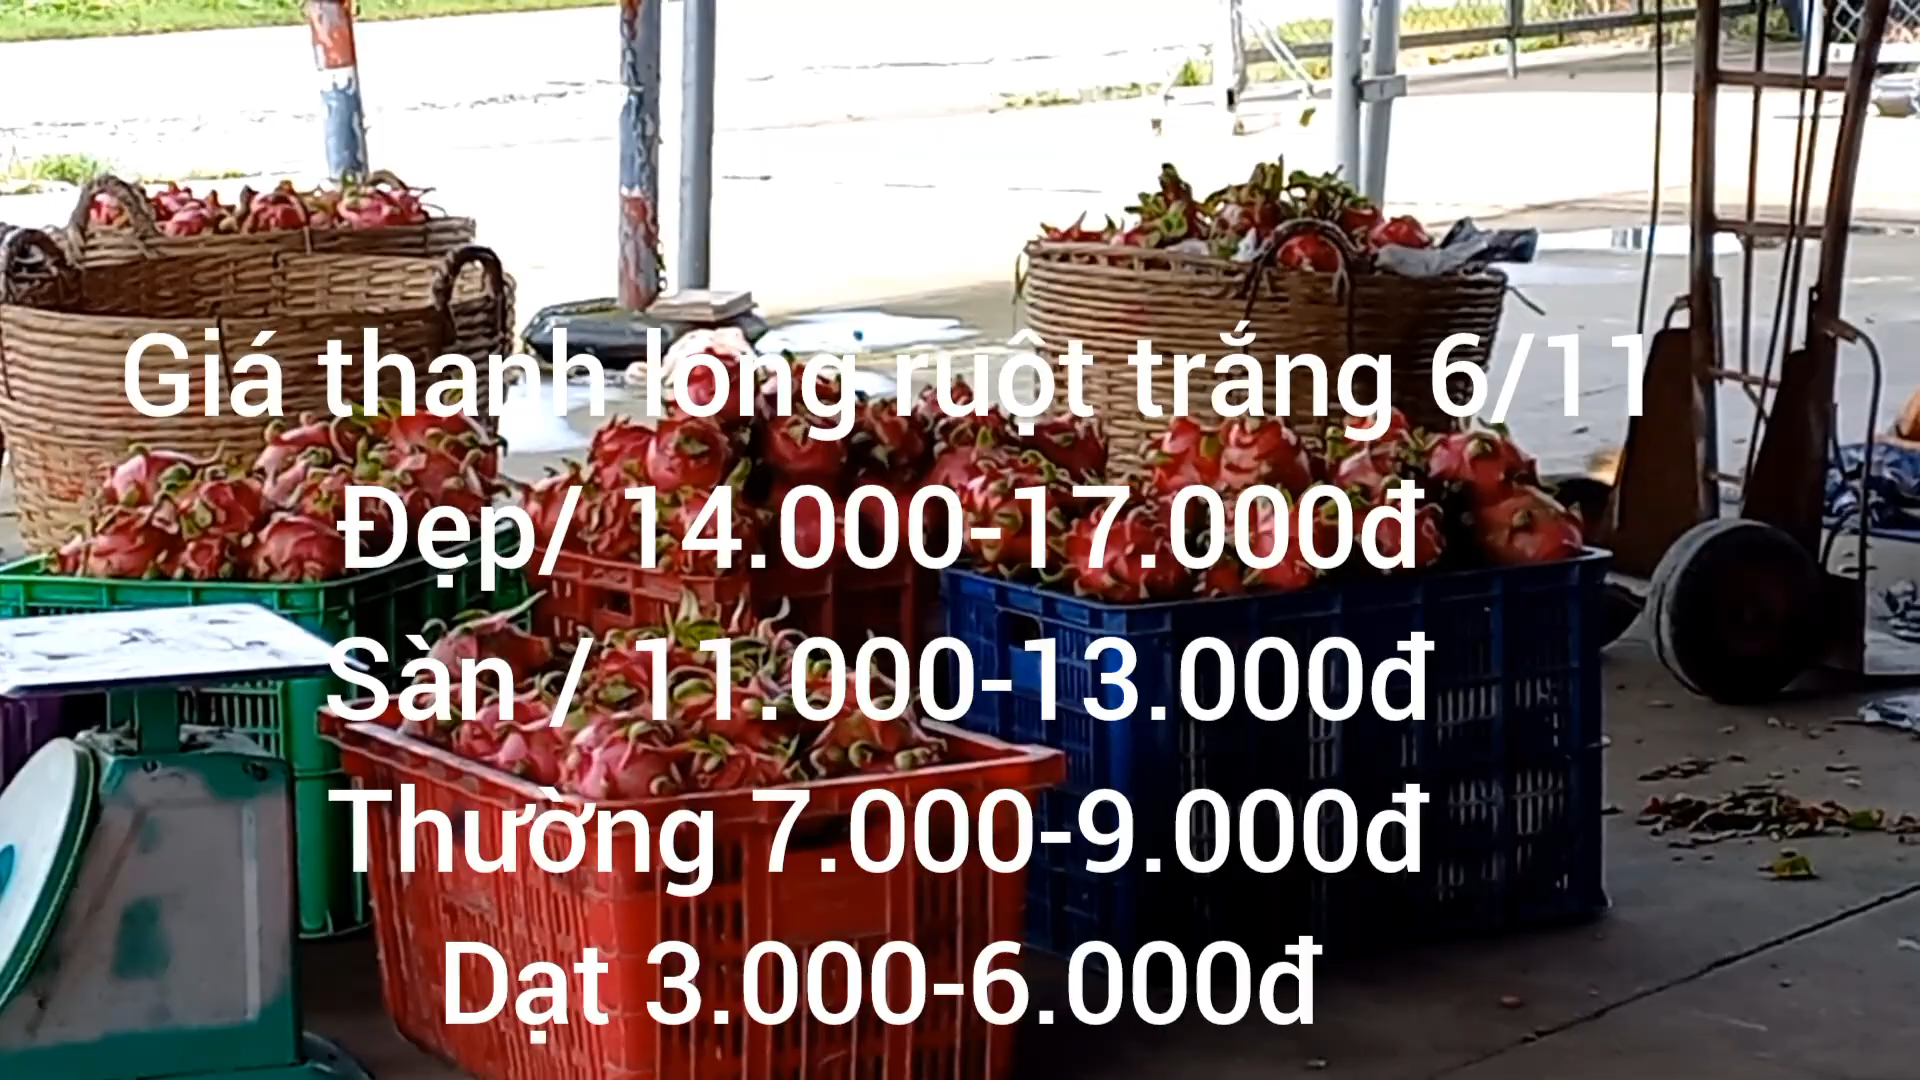 Giá thanh long ruột trắng 6/11
Đẹp/ 14.000-17.000đ
Sàn / 11.000-13.000đ
Thường 7.000-9.000đ
Dạt 3.000-6.000đ